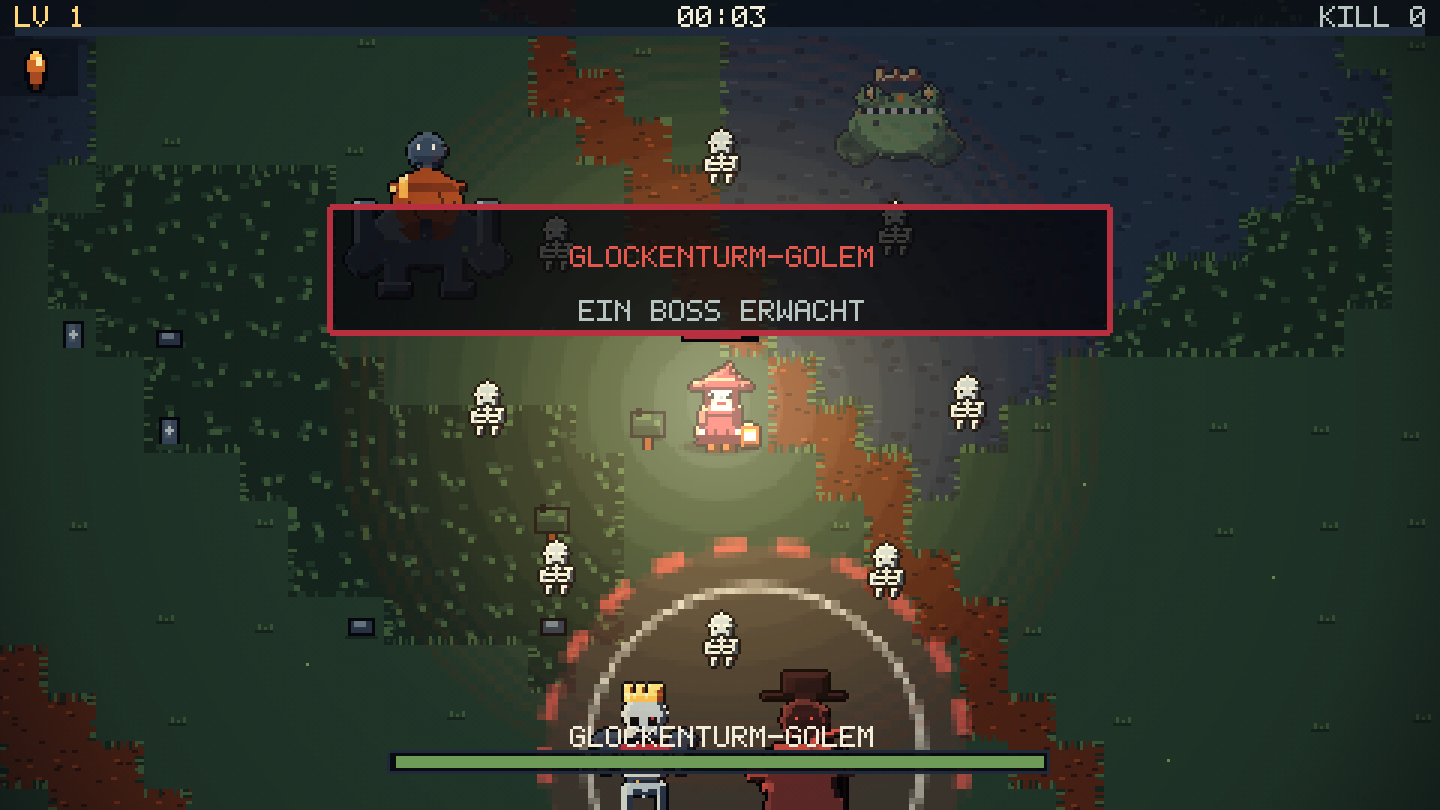 LV 1
00:03
KILL 0
GLOCKENTURM-GOLEM
EIN BOSS ERWACHT
GLOCKENTURM-GOLEM